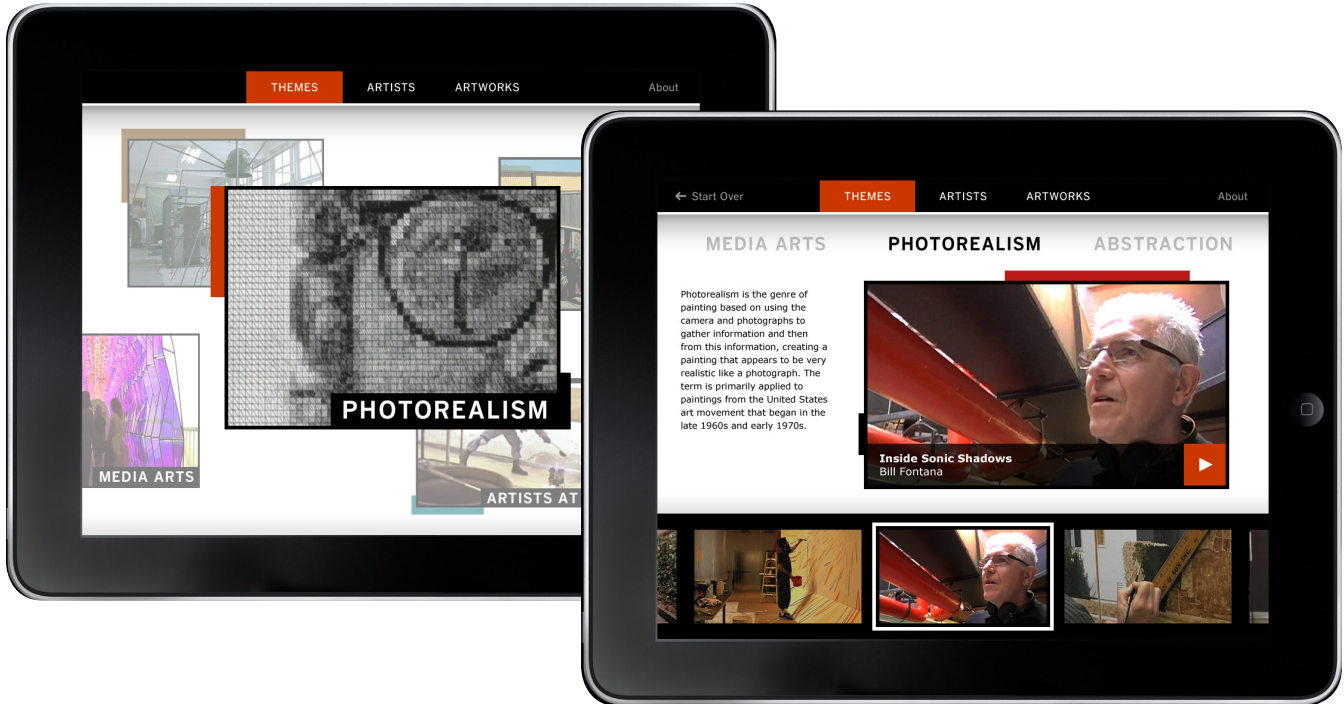 THEMES
ARTISTS
ARTWORKS
About
PHOTOREALISM
MEDIA ARTS
ARTISTS AT
← Start Over
THEMES
ARTISTS
ARTWORKS
About
MEDIA ARTS
PHOTOREALISM
ABSTRACTION
Photorealism is the genre of
painting based on using the
camera and photographs to
gather information and then
from this information, creating a
painting that appears to be very
realistic like a photograph. The
term is primarily applied to
paintings from the United States
art movement that began in the
late 1960s and early 1970s.
Inside Sonic Shadows
Bill Fontana